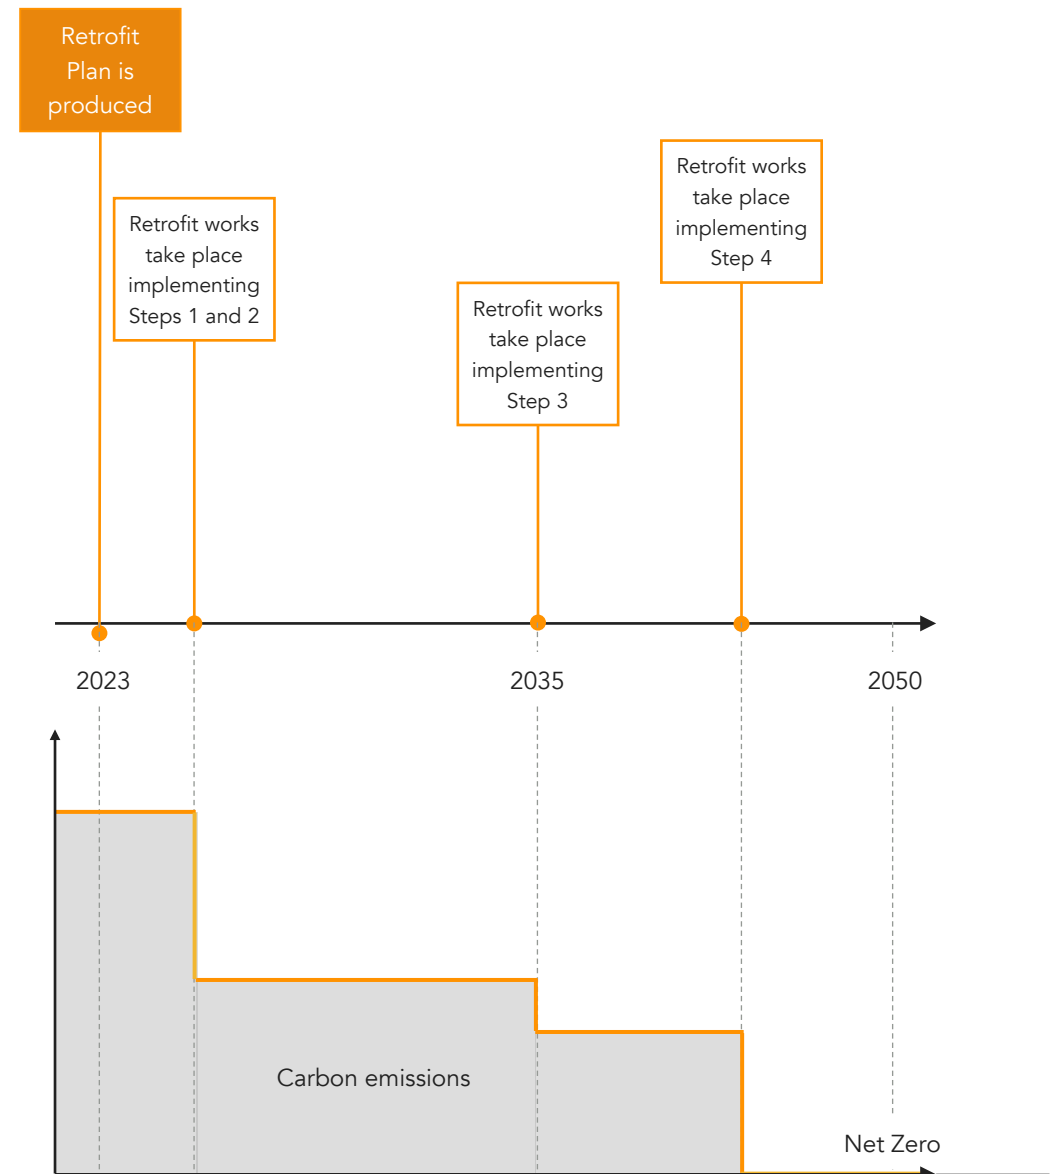 Retrofit
Plan is
produced
Retrofit works
take place
implementing
Steps 1 and 2
Retrofit works
take place
implementing
Step 3
Retrofit works
take place
implementing
Step 4
2023
2035
2050
Carbon emissions
Net Zero